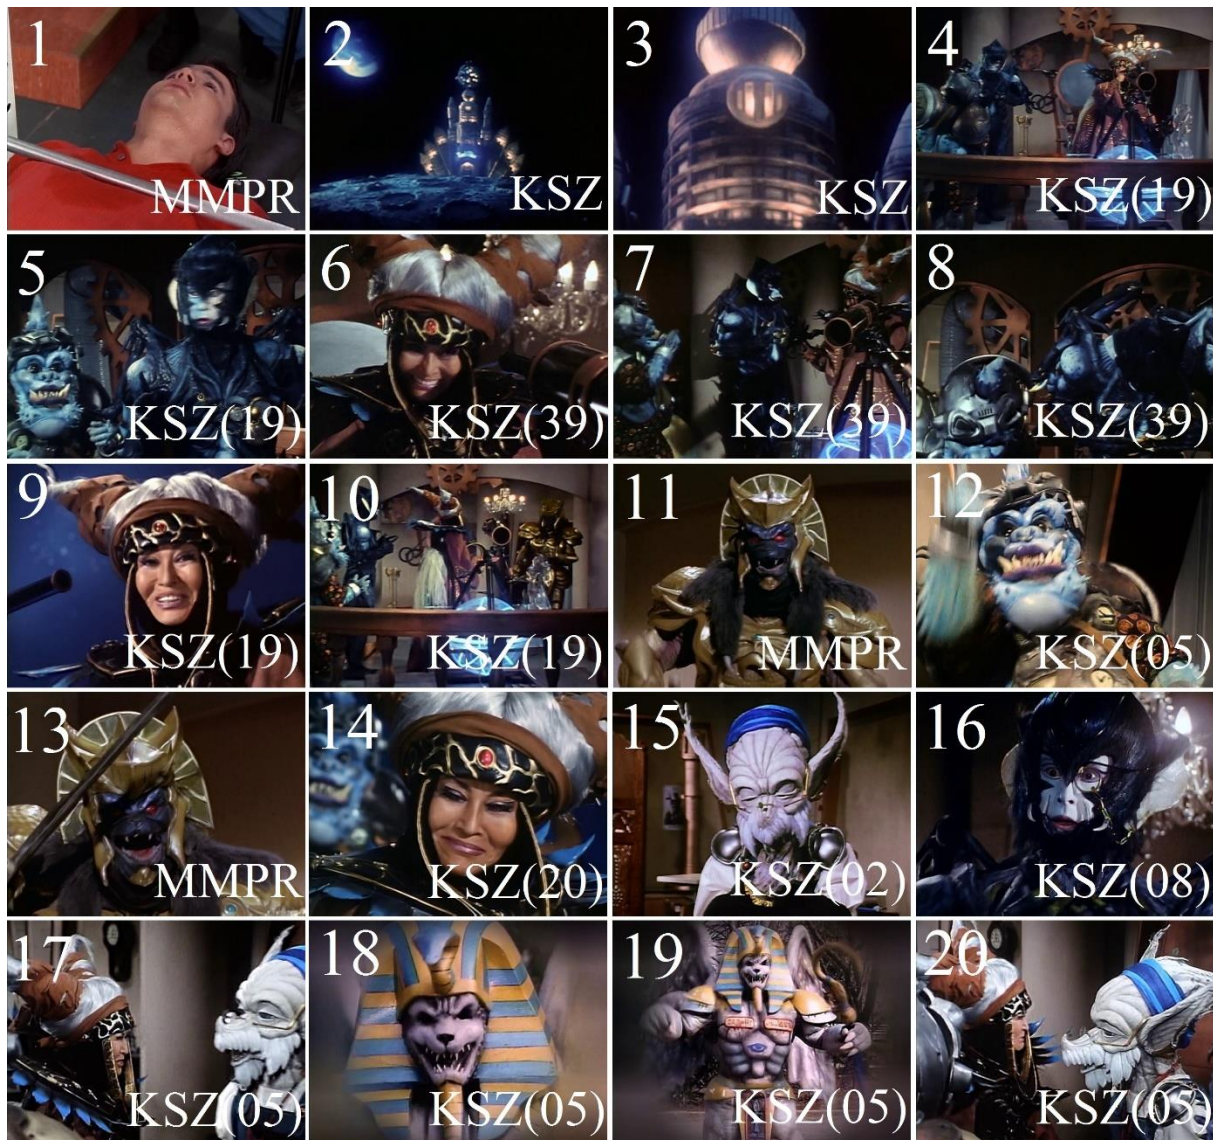 1
MMPR
2
KSZ
3
KSZ
4
KSZ(19)
5
KSZ(19)
6
KSZ(39)
7
KSZ(39)
8
KSZ(39)
9
KSZ(19)
10
KSZ(19)
11
MMPR
12
KSZ(05)
13
MMPR
14
KSZ(20)
15
KSZ(02)
16
KSZ(08)
17
KSZ(05)
18
KSZ(05)
19
KSZ(05)
20
KSZ(05)